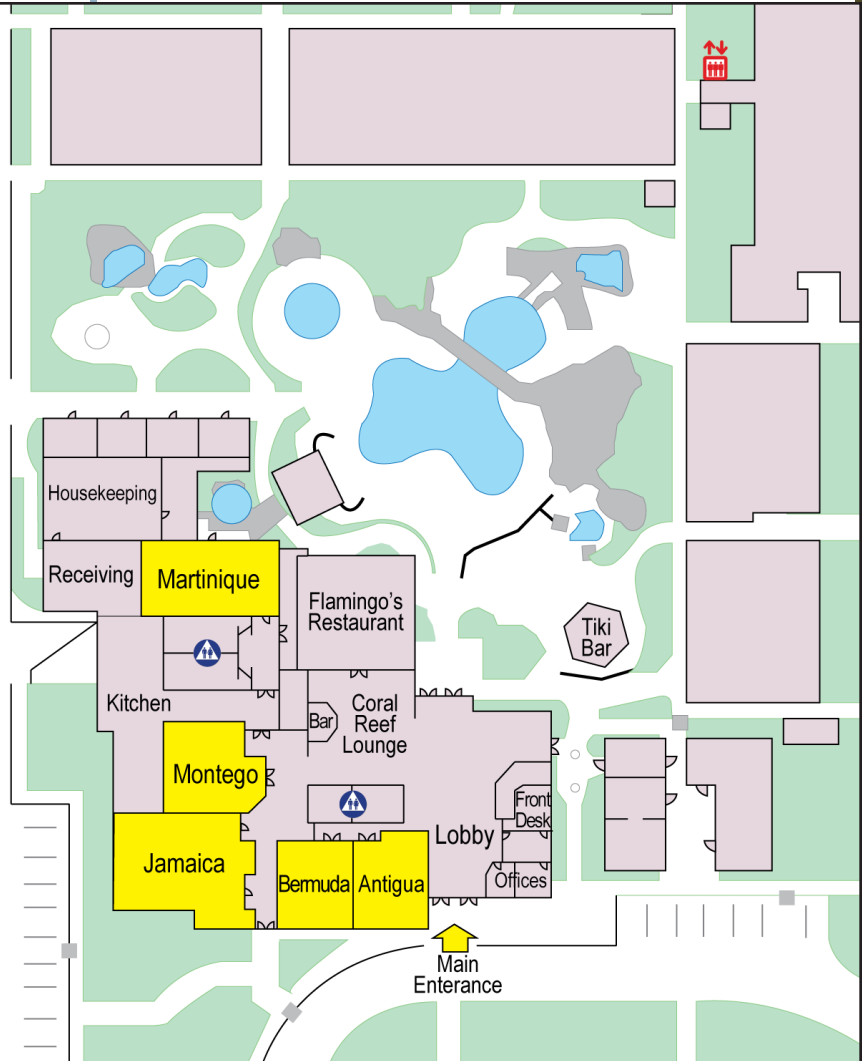 Housekeeping
Receiving
Martinique
Flamingo's
Restaurant
Tiki
Bar
Kitchen
Bar
Coral
Reef
Lounge
Montego
Front
Desk
Lobby
Jamaica
Bermuda
Antigua
Offices
Main
Enterance